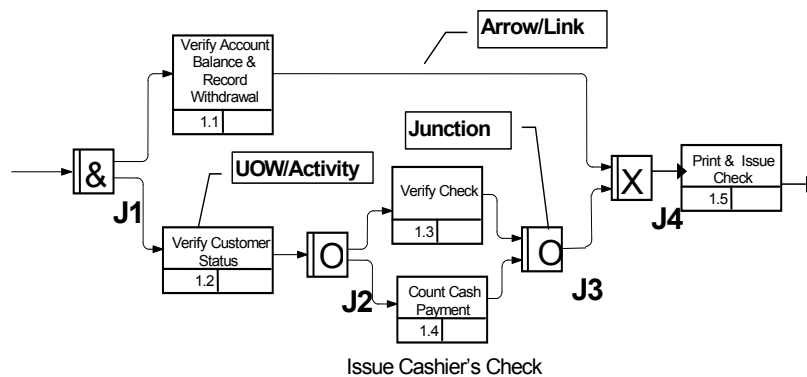 Arrow/Link
Verify Account
Balance &
Record
Withdrawal
1.1
Junction
&
J1
UOW/Activity
Verify Customer
Status
1.2
O
J2
Verify Check
1.3
Count Cash
Payment
1.4
O
J3
X
J4
Print & Issue
Check
1.5
Issue Cashier's Check